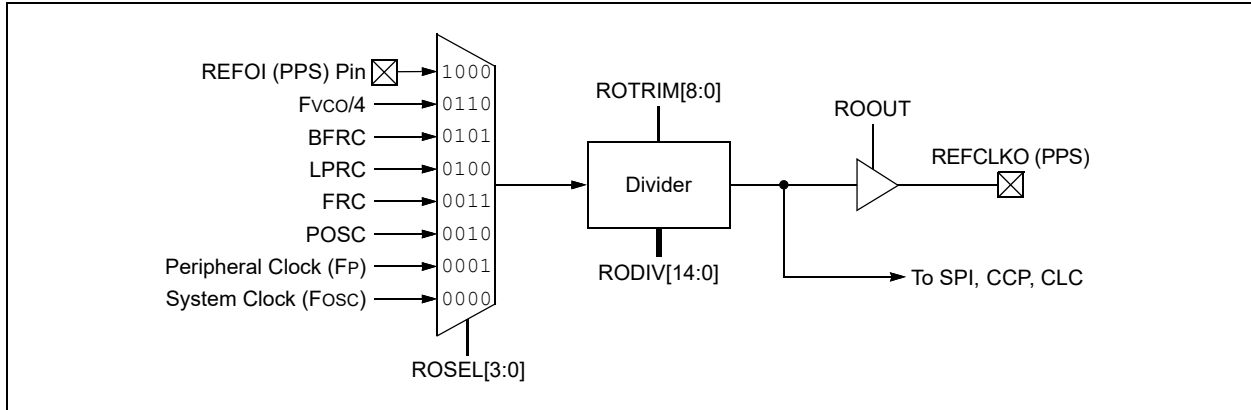 REFOI (PPS) Pin
1000
FVCO/4
0110
BFRC
0101
LPRC
0100
FRC
0011
POSC
0010
Peripheral Clock (FP)
0001
System Clock (FOSC)
0000
ROSEL[3:0]
ROTRIM[8:0]
Divider
RODIV[14:0]
ROOUT
REFCLKO (PPS)
To SPI, CCP, CLC